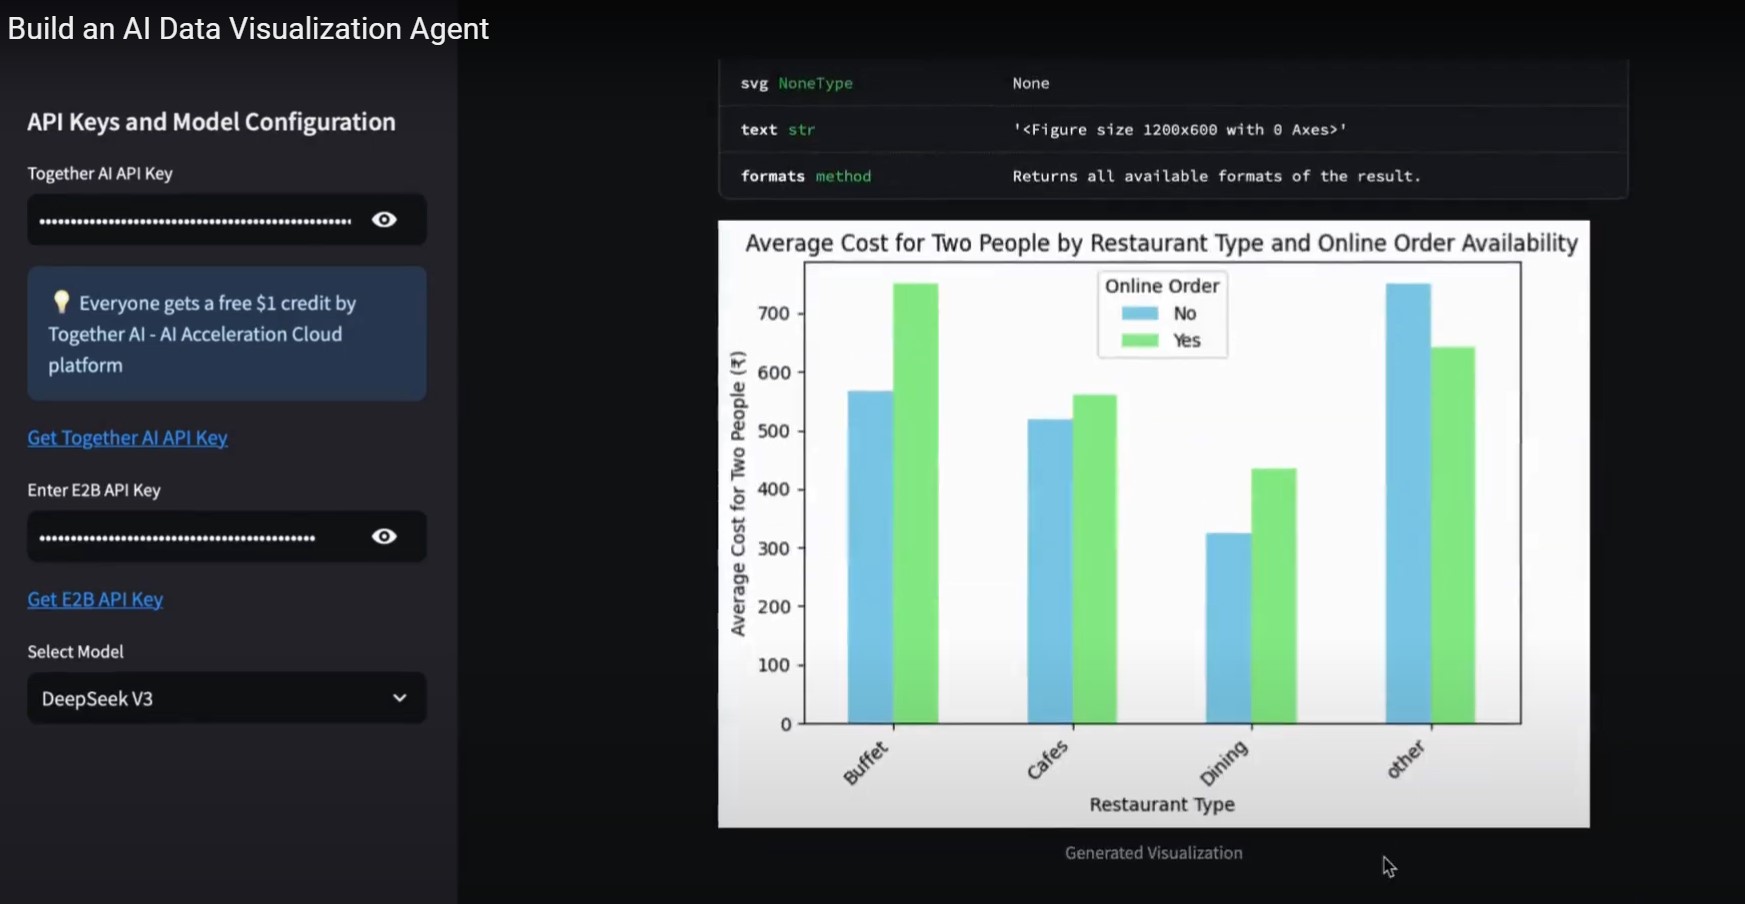 Build an AI Data Visualization Agent
API Keys and Model Configuration
Together AI API Key
Everyone gets a free $1 credit by
Together AI - AI Acceleration Cloud
platform
Get Together AI API Key
Enter E2B API Key
Get E2B API Key
Select Model
DeepSeek V3
svg NoneType None
text str '<Figure size 1200x600 with 0 Axes>'
formats method Returns all available formats of the result.
Average Cost for Two People by Restaurant Type and Online Order Availability
Online Order
No
Yes
Average Cost for Two People (₹)
700
600
500
400
300
200
100
0
Buffet
Cafes
Dining
other
Restaurant Type
Generated Visualization